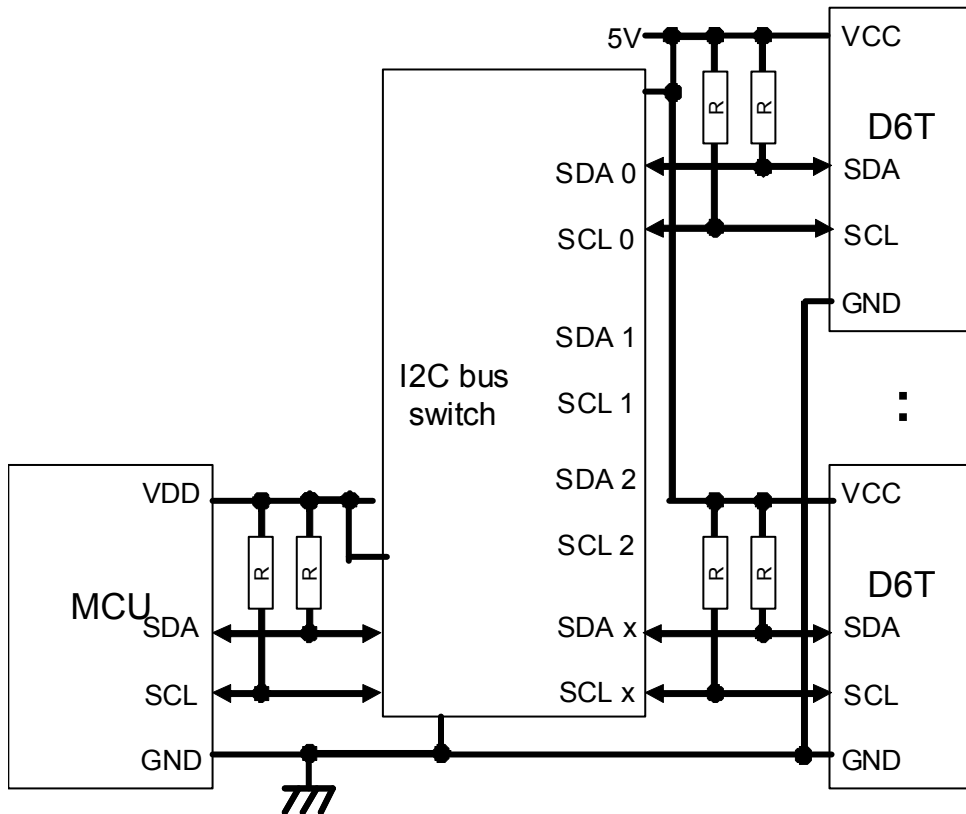 5V
VCC
R
R
D6T
SDA 0
SDA
SCL 0
SCL
GND
SDA 1
I2C bus
switch
SCL 1
:
VDD
SDA 2
VCC
R
R
SCL 2
R
R
D6T
MCU
SDA
SDA x
SDA
SCL
SCL x
SCL
GND
GND